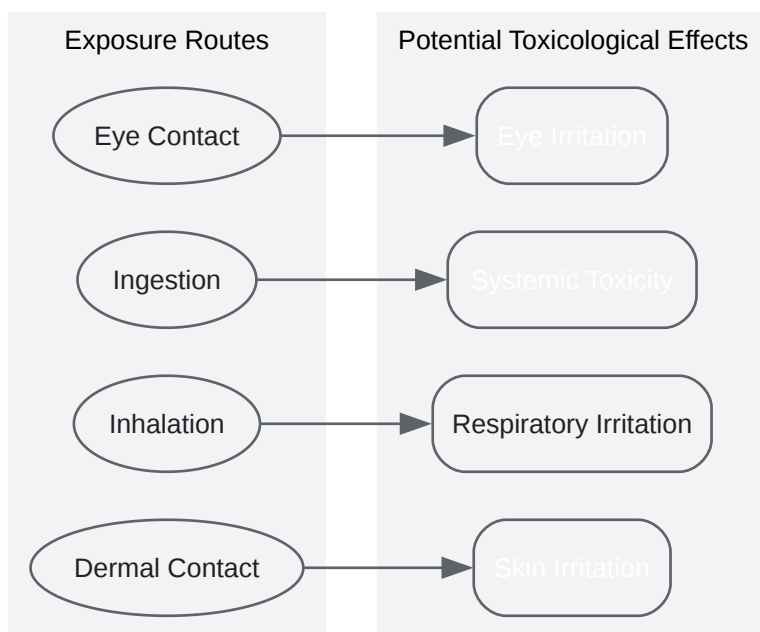 Exposure Routes
Potential Toxicological Effects
Eye Contact
Eye Irritation
Ingestion
Systemic Toxicity
Inhalation
Respiratory Irritation
Dermal Contact
Skin Irritation